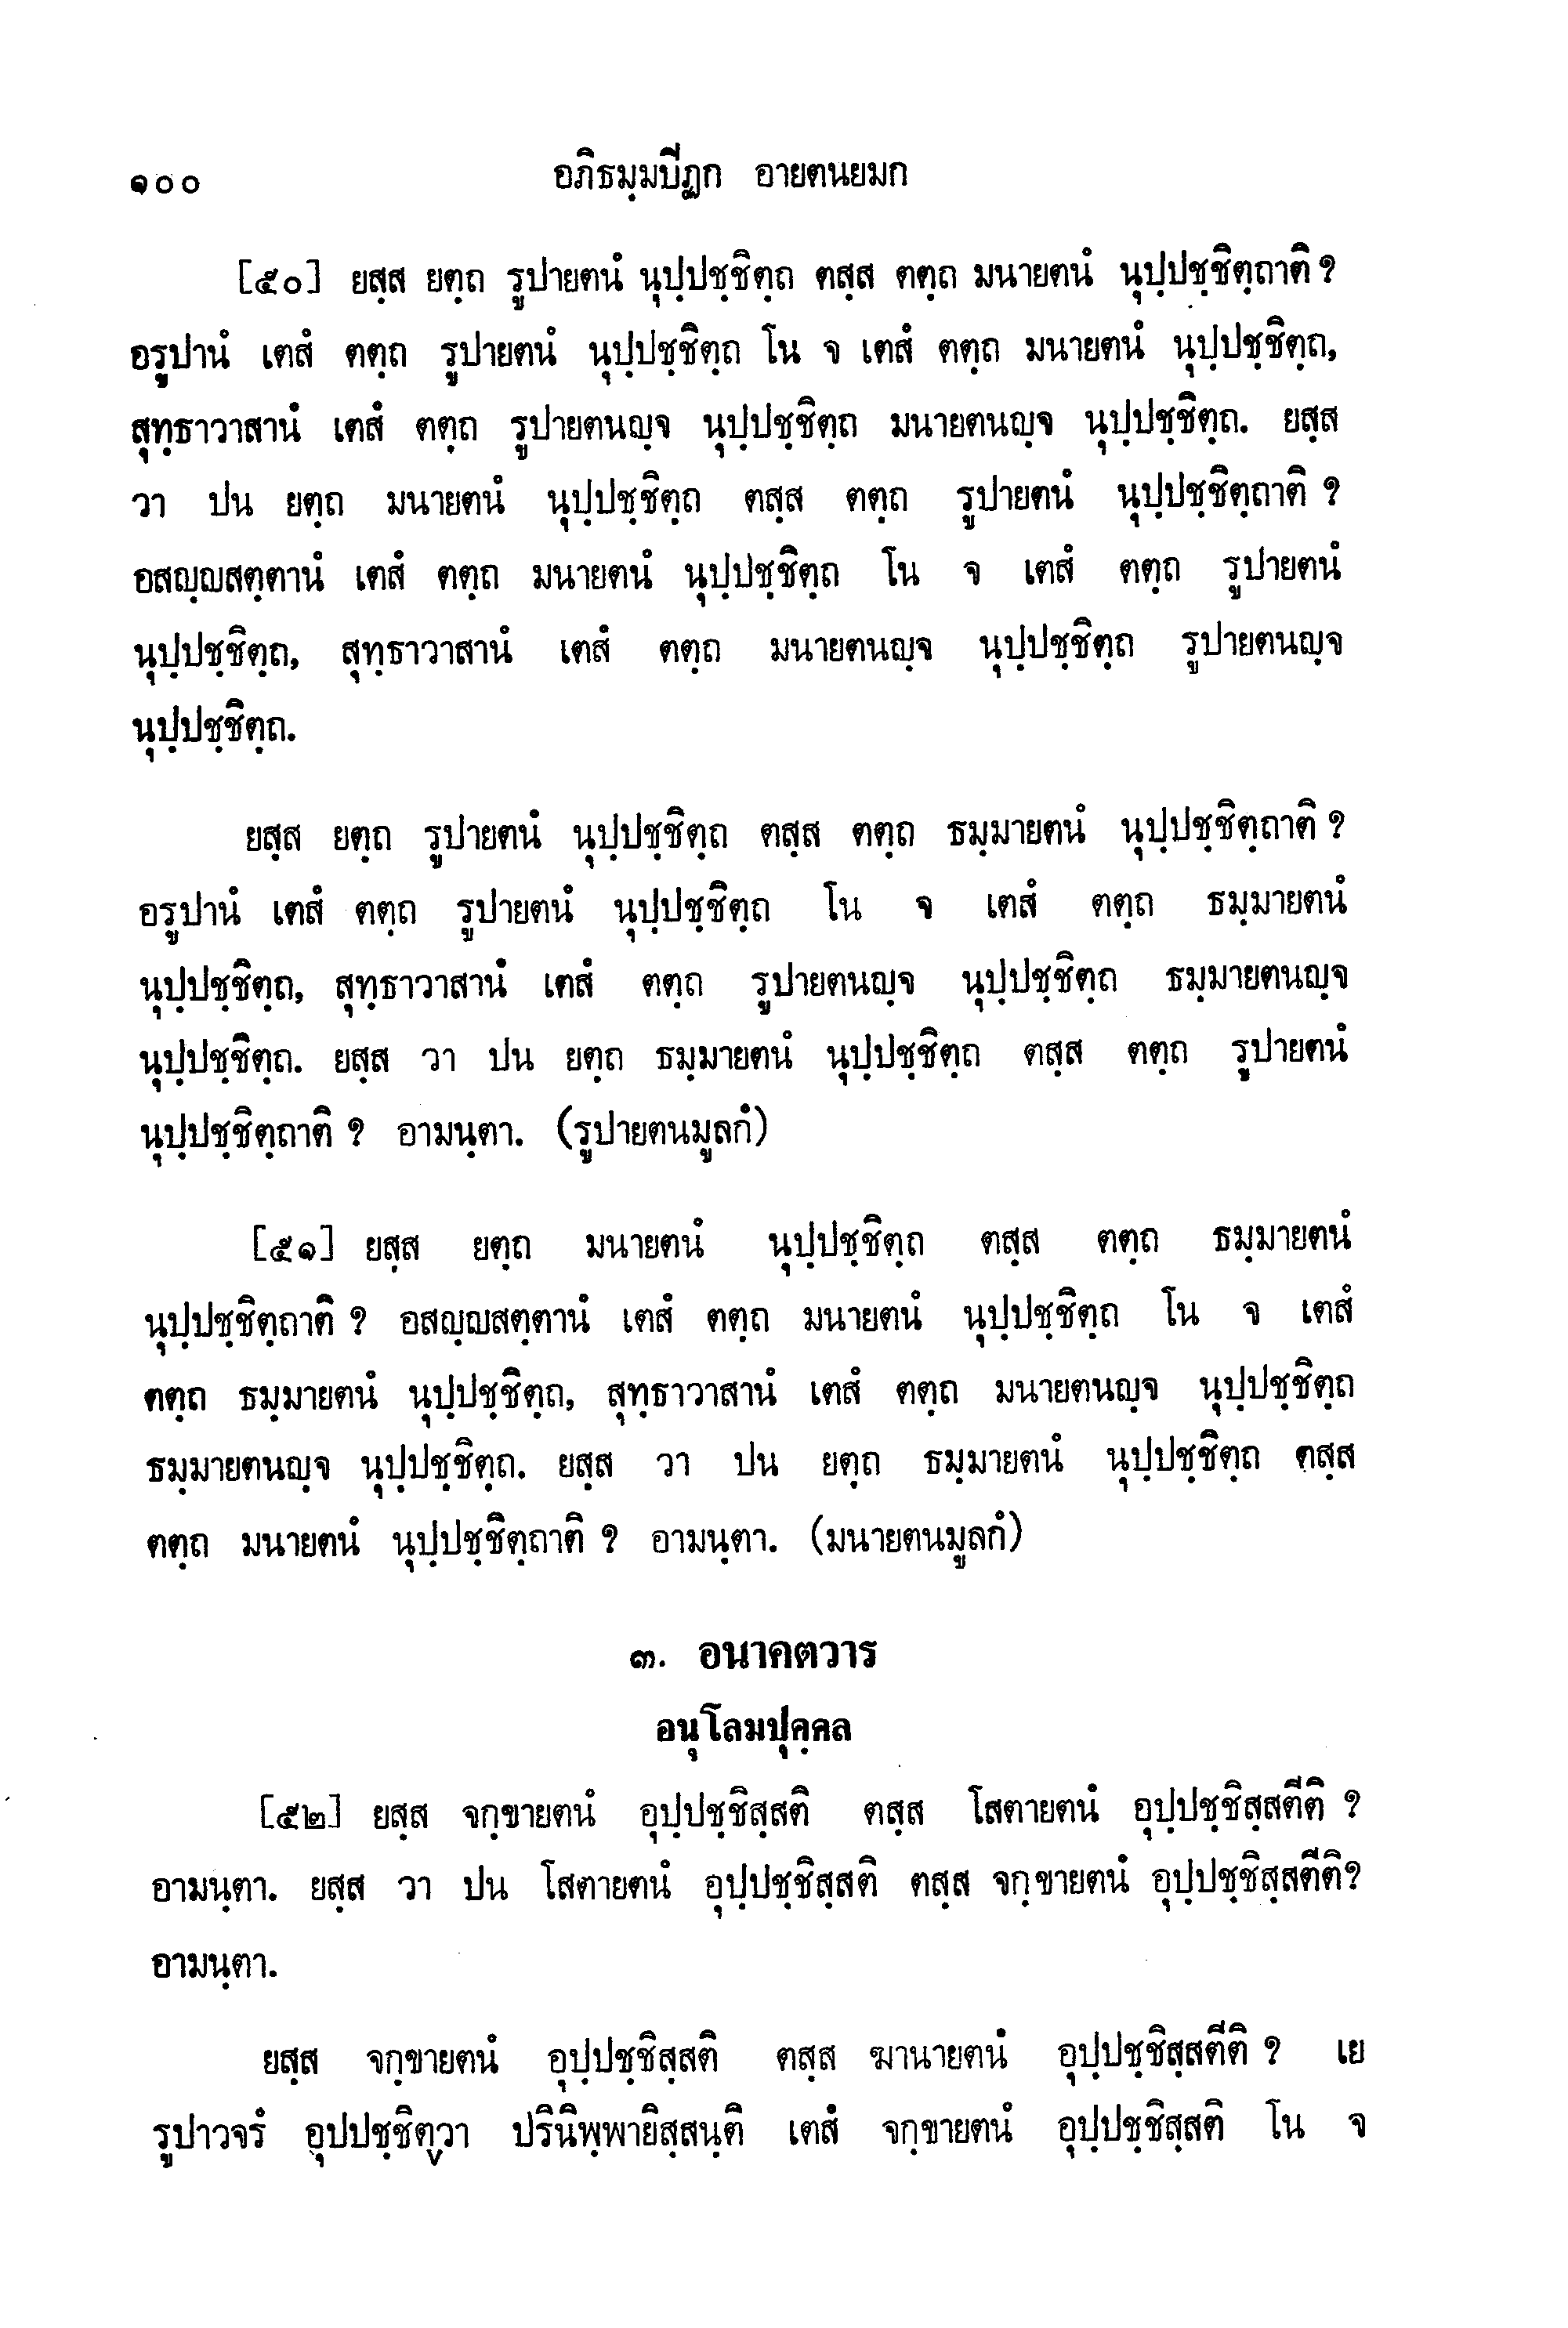 ๑๐๐ อภิธมฺมปีฏก อายตนยมก
[๕๐] ยสฺส ยตฺถ รูปายตนํ นุปฺปชฺชิตฺถ ตสฺส ตตฺถ มนายตนํ นุปฺปชฺชิตฺถาติ ?
อรูปานํ เตสํ ตตฺถ รูปายตนํ นุปฺปชฺชิตฺถ โน จ เตสํ ตตฺถ มนายตนํ นุปฺปชฺชิตฺถ,
สุทฺธาวาสานํ เตสํ ตตฺถ รูปายตนญฺจ นุปฺปชฺชิตฺถ มนายตนญฺจ นุปฺปชฺชิตฺถ. ยสฺส
วา ปน ยตฺถ มนายตนํ นุปฺปชฺชิตฺถ ตสฺส ตตฺถ รูปายตนํ นุปฺปชฺชิตฺถาติ ?
อสญฺญสตฺตานํ เตสํ ตตฺถ มนายตนํ นุปฺปชฺชิตฺถ โน จ เตสํ ตตฺถ รูปายตนํ
นุปฺปชฺชิตฺถ, สุทฺธาวาสานํ เตสํ ตตฺถ มนายตนญฺจ นุปฺปชฺชิตฺถ รูปายตนญฺจ
นุปฺปชฺชิตฺถ.
ยสฺส ยตฺถ รูปายตนํ นุปฺปชฺชิตฺถ ตสฺส ตตฺถ ธมฺมายตนํ นุปฺปชฺชิตฺถาติ ?
อรูปานํ เตสํ ตตฺถ รูปายตนํ นุปฺปชฺชิตฺถ โน จ เตสํ ตตฺถ ธมฺมายตนํ
นุปฺปชฺชิตฺถ, สุทฺธาวาสานํ เตสํ ตตฺถ รูปายตนญฺจ นุปฺปชฺชิตฺถ ธมฺมายตนญฺจ
นุปฺปชฺชิตฺถ. ยสฺส วา ปน ยตฺถ ธมฺมายตนํ นุปฺปชฺชิตฺถ ตสฺส ตตฺถ รูปายตนํ
นุปฺปชฺชิตฺถาติ ? อามนฺตา. (รูปายตนมูลกํ)
[๕๑] ยสฺส ยตฺถ มนายตนํ นุปฺปชฺชิตฺถ ตสฺส ตตฺถ ธมฺมายตนํ
นุปฺปชฺชิตฺถาติ ? อสญฺญสตฺตานํ เตสํ ตตฺถ มนายตนํ นุปฺปชฺชิตฺถ โน จ เตสํ
ตตฺถ ธมฺมายตนํ นุปฺปชฺชิตฺถ, สุทฺธาวาสานํ เตสํ ตตฺถ มนายตนญฺจ นุปฺปชฺชิตฺถ
ธมฺมายตนญฺจ นุปฺปชฺชิตฺถ. ยสฺส วา ปน ยตฺถ ธมฺมายตนํ นุปฺปชฺชิตฺถ ตสฺส
ตตฺถ มนายตนํ นุปฺปชฺชิตฺถาติ ? อามนฺตา. (มนายตนมูลกํ)
๓. อนาคตวาร
อนุโลมปุคฺคล
[๕๒] ยสฺส จกฺขายตนํ อุปฺปชฺชิสฺสติ ตสฺส โสตายตนํ อุปฺปชฺชิสฺสตีติ ?
อามนฺตา. ยสฺส วา ปน โสตายตนํ อุปฺปชฺชิสฺสติ ตสฺส จกฺขายตนํ อุปฺปชฺชิสฺสตีติ?
อามนฺตา.
ยสฺส จกฺขายตนํ อุปฺปชฺชิสฺสติ ตสฺส ฆานายตนํ อุปฺปชฺชิสฺสตีติ ? เย
รูปาวจรํ อุปปชฺชิตฺวา ปรินิพฺพายิสฺสนฺติ เตสํ จกฺขายตนํ อุปฺปชฺชิสฺสติ โน จ